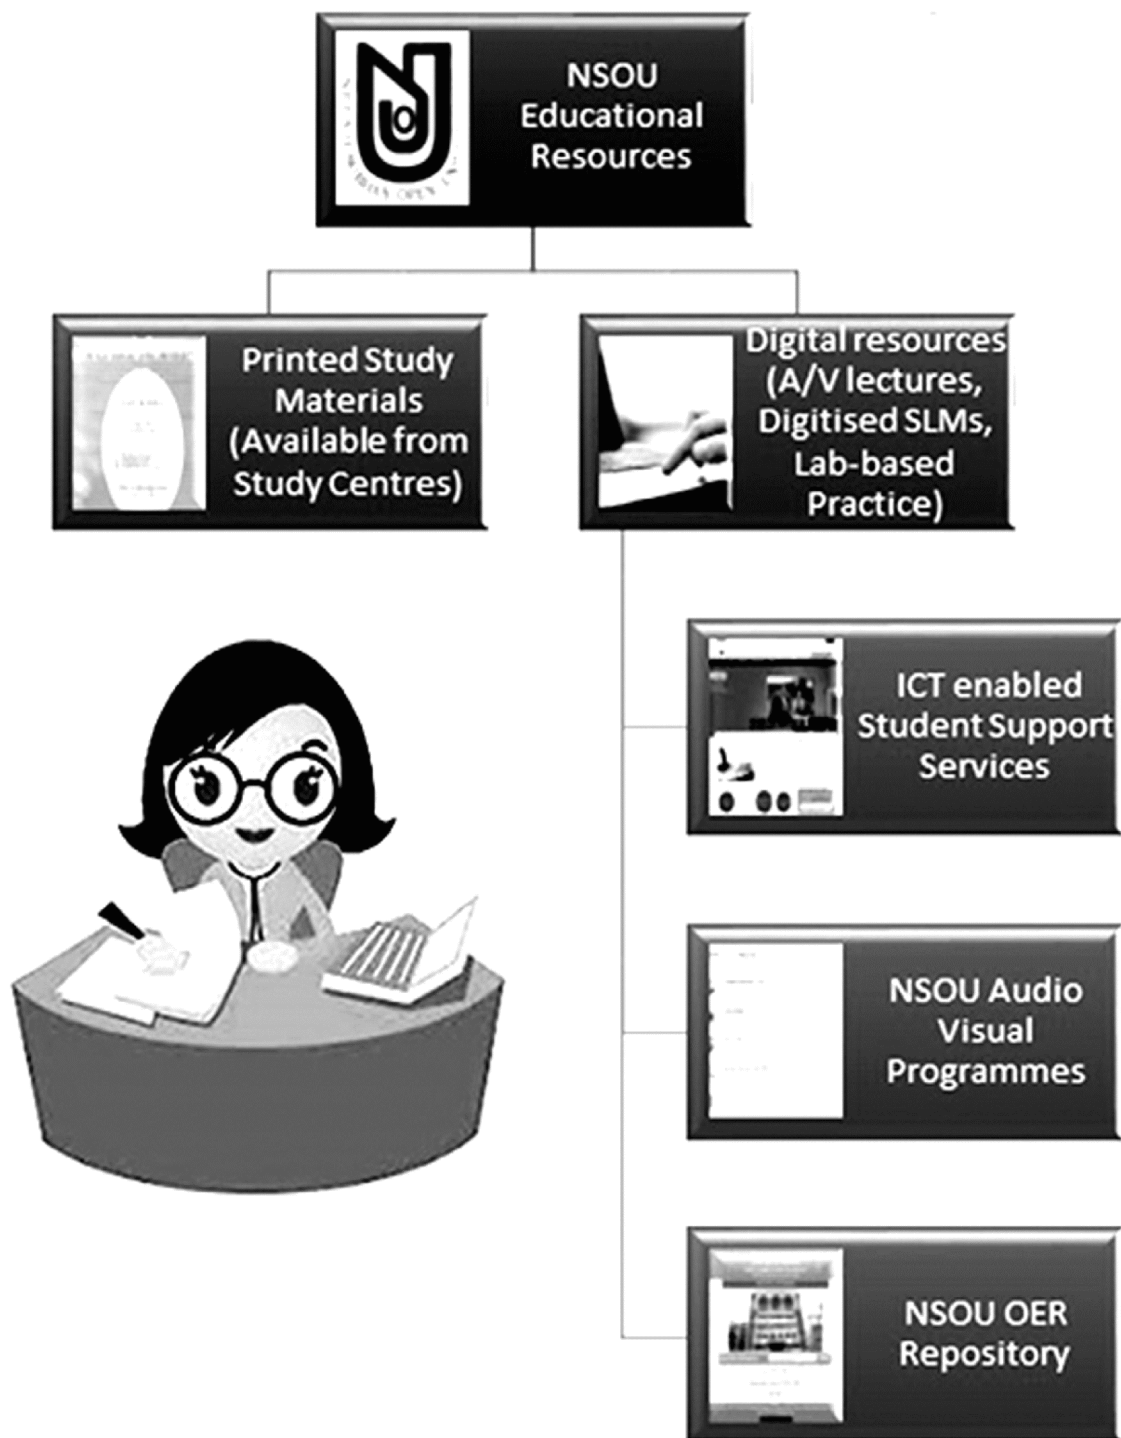 NSOU
Educational
Resources
Printed Study
Materials
(Available from
Study Centres)
Digital resources
(A/V lectures,
Digitised SLMs,
Lab-based
Practice)
ICT enabled
Student Support
Services
NSOU Audio
Visual
Programmes
NSOU OER
Repository